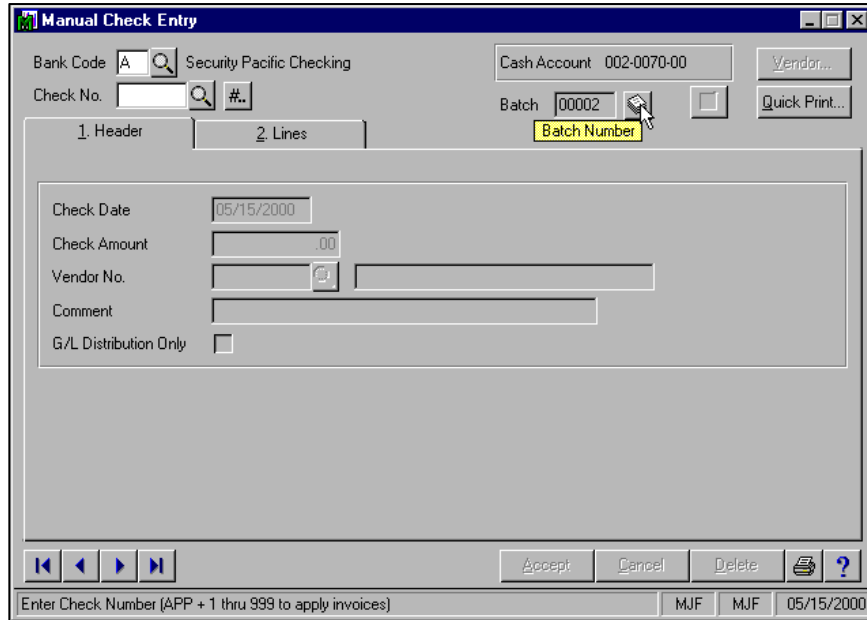 Manual Check Entry
Bank Code A Security Pacific Checking
Cash Account 002-0070-00
Vendor...
Check No. #..
Batch 00002
Quick Print...
Batch Number
1. Header
2. Lines
Check Date 05/15/2000
Check Amount .00
Vendor No.
Comment
G/L Distribution Only
Accept
Cancel
Delete
?
Enter Check Number (APP + 1 thru 999 to apply invoices)
MJF
MJF
05/15/2000